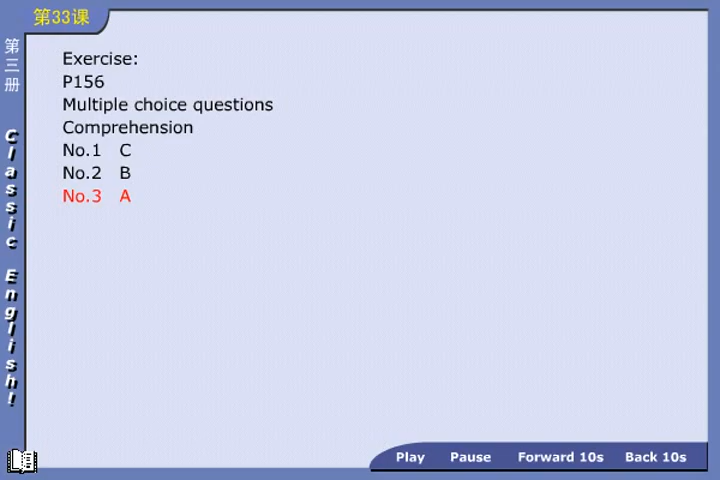 第33课
第三册
Classic English!
Exercise:
P156
Multiple choice questions
Comprehension
No.1 C
No.2 B
No.3 A
Play Pause Forward 10s Back 10s